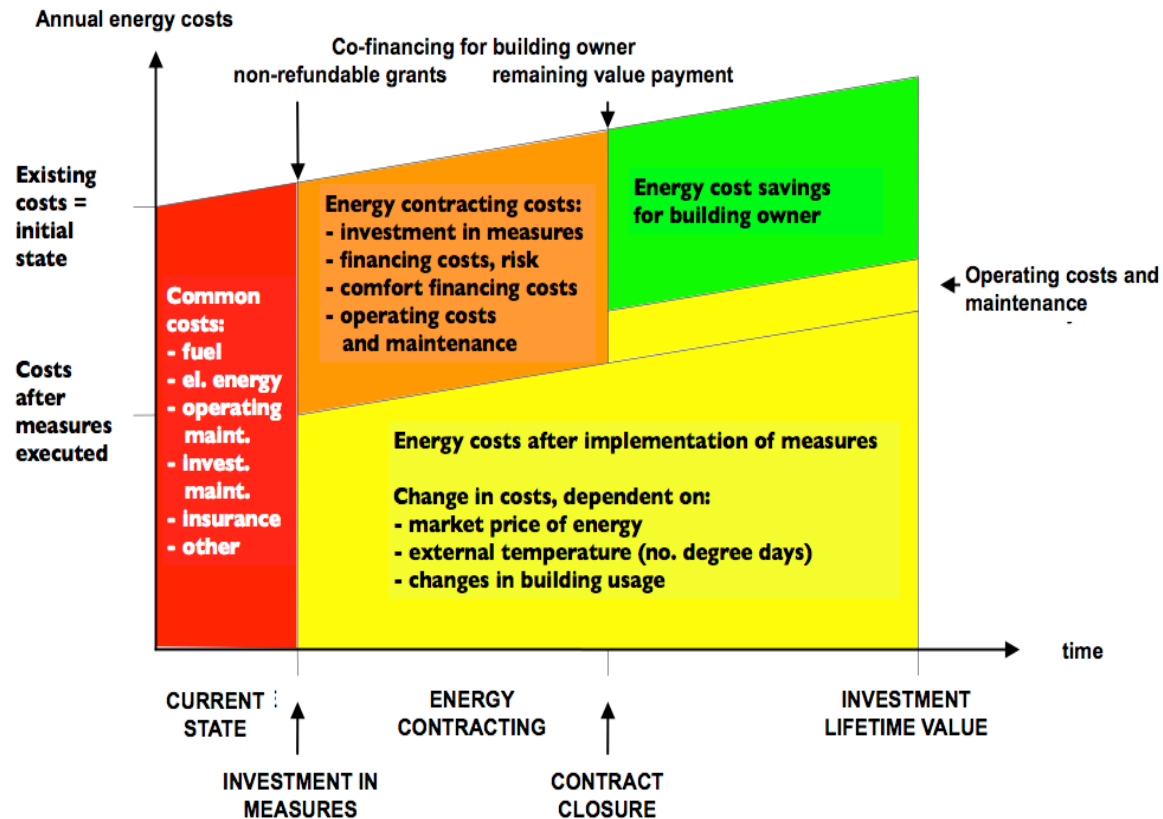 Annual energy costs
Co-financing for building owner
non-refundable grants
remaining value payment
Existing
costs =
initial
state
Costs
after
measures
executed
Common
costs:
- fuel
- el. energy
- operating
maint.
- invest.
maint.
- insurance
- other
Energy contracting costs:
- investment in measures
- financing costs, risk
- comfort financing costs
- operating costs
and maintenance
Energy cost savings
for building owner
Operating costs and
maintenance
Energy costs after implementation of measures
Change in costs, dependent on:
- market price of energy
- external temperature (no. degree days)
- changes in building usage
time
CURRENT
STATE
ENERGY
CONTRACTING
INVESTMENT
LIFETIME VALUE
INVESTMENT IN
MEASURES
CONTRACT
CLOSURE